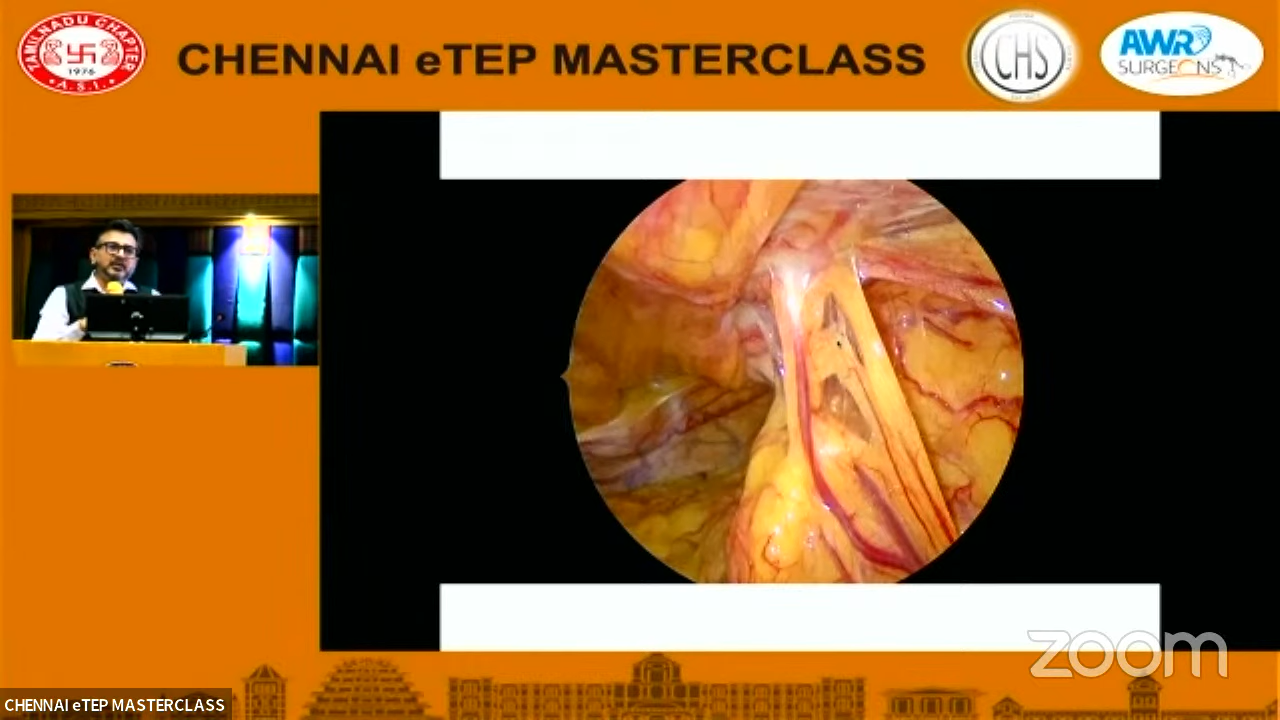 TAMILNADU CHAPTER
1976
A.S.I.
CHENNAI eTEP MASTERCLASS
CHS
AWR
SURGEONS
zoom
CHENNAI eTEP MASTERCLASS